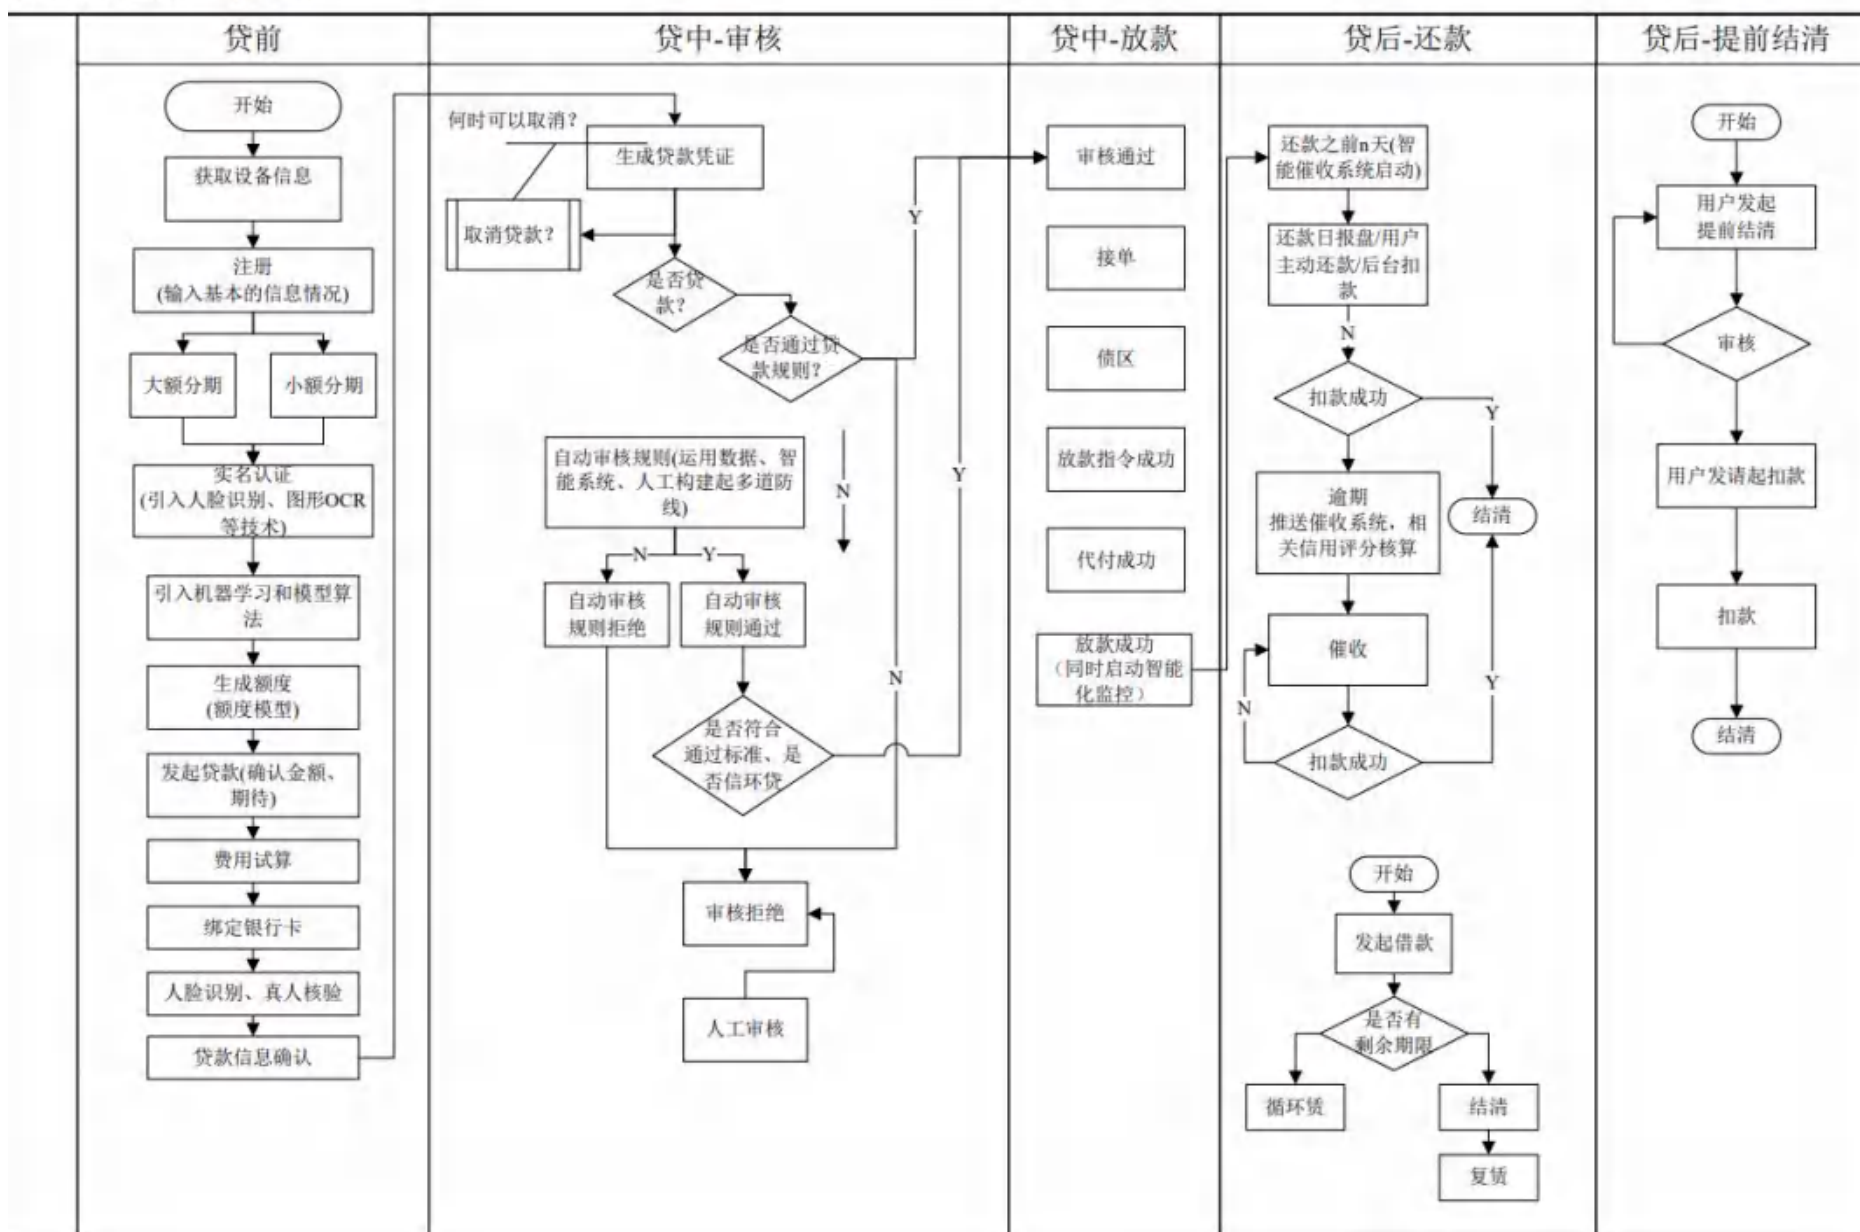 贷前
贷中-审核
贷中-放款
贷后-还款
贷后-提前结清
开始
获取设备信息
注册
(输入基本的信息情况)
大额分期
小额分期
实名认证
(引入人脸识别、图形OCR
等技术)
引入机器学习和模型算
法
生成额度
(额度模型)
发起贷款(确认金额、
期待)
费用试算
绑定银行卡
人脸识别、真人核验
贷款信息确认
何时可以取消?
生成贷款凭证
取消贷款?
是否贷
款?
是否通过贷
款规则?
Y
N
Y
自动审核规则(运用数据、智
能系统、人工构建起多道防
线)
N
N
Y
自动审核
规则拒绝
自动审核
规则通过
是否符合
通过标准、是
否信环贷
审核拒绝
人工审核
审核通过
接单
债区
放款指令成功
代付成功
放款成功
(同时启动智能
化监控)
还款之前n天(智
能催收系统启动)
还款日报盘/用户
主动还款/后台扣
款
N
扣款成功
Y
逾期
推送催收系统,相
关信用评分核算
结清
催收
N
Y
扣款成功
开始
发起借款
是否有
剩余期限
循环赁
结清
复赁
开始
用户发起
提前结清
审核
用户发请起扣款
扣款
结清